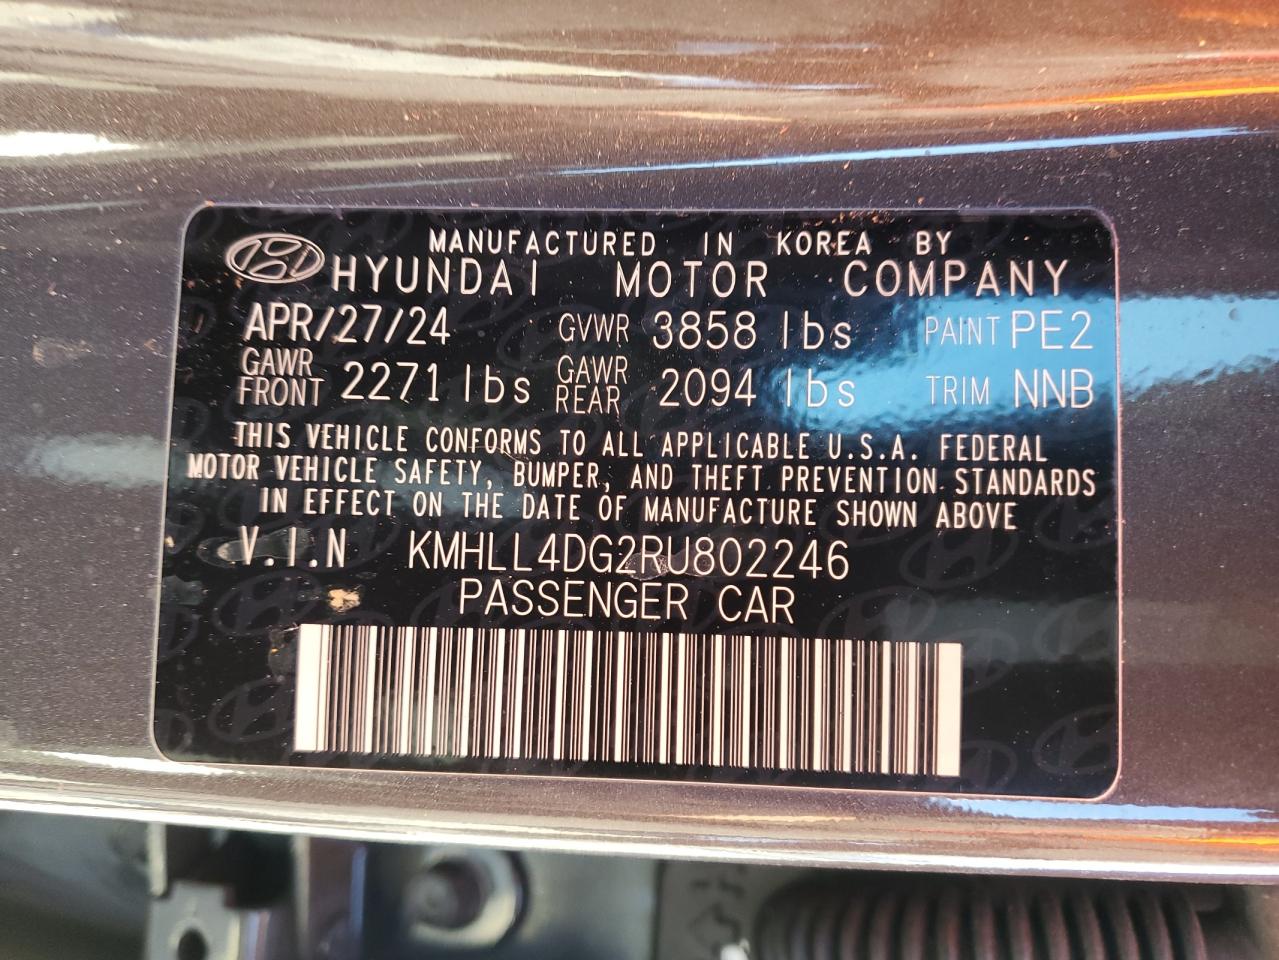 MANUFACTURED IN KOREA BY
HYUNDAI MOTOR COMPANY
APR/27/24 GVWR 3858 lbs PAINT PE2
GAWR FRONT 2271 lbs GAWR REAR 2094 lbs TRIM NNB
THIS VEHICLE CONFORMS TO ALL APPLICABLE U.S.A. FEDERAL
MOTOR VEHICLE SAFETY, BUMPER, AND THEFT PREVENTION STANDARDS
IN EFFECT ON THE DATE OF MANUFACTURE SHOWN ABOVE
V.I.N KMHLL4DG2RU802246
PASSENGER CAR